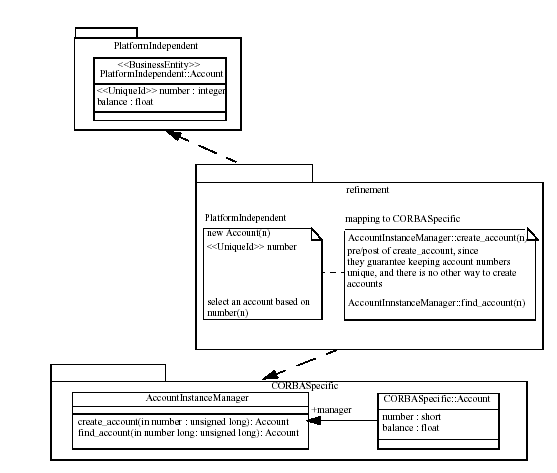 PlatformIndependent
<<BusinessEntity>>
PlatformIndependent::Account
<<UniqueId>> number : integer
balance : float
refinement
PlatformIndependent
new Account(n)
<<UniqueId>> number
select an account based on
number(n)
mapping to CORBASpecific
AccountInstanceManager::create_account(n)
pre/post of create_account, since
they guarantee keeping account numbers
unique, and there is no other way to create
accounts
AccountInnstanceManager::find_account(n)
CORBASpecific
AccountInstanceManager
create_account(in number : unsigned long): Account
find_account(in number long: unsigned long): Account
+manager
CORBASpecific::Account
number : short
balance : float